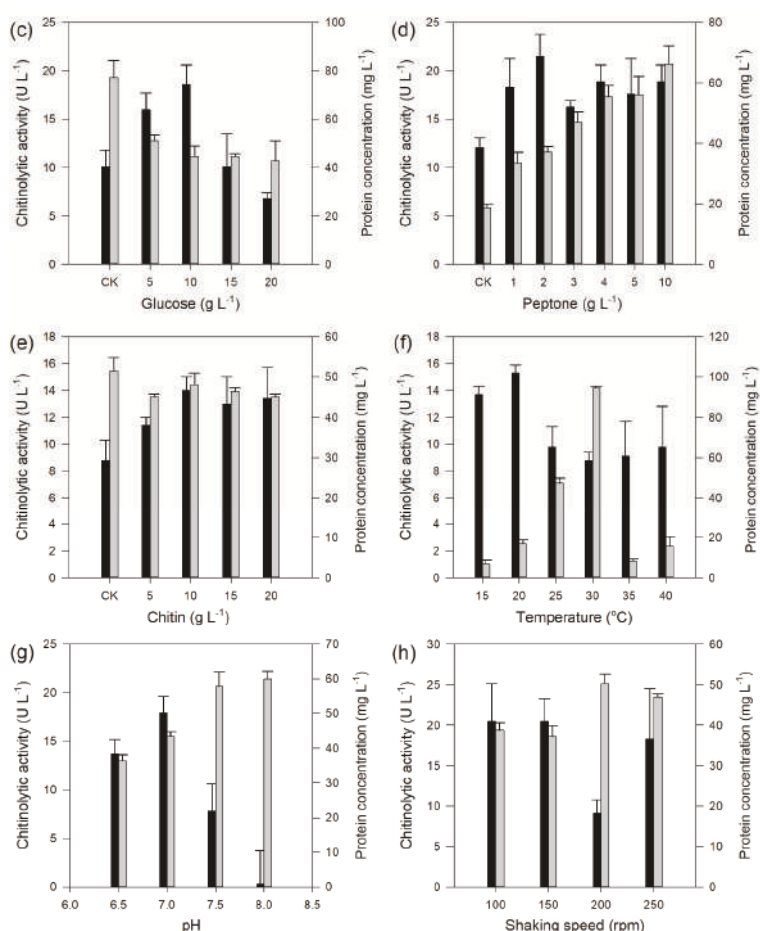 (c)
25
20
15
10
5
0
Chitinolytic activity (U L-1)
100
80
60
40
20
0
Protein concentration (mg L-1)
CK 5 10 15 20
Glucose (g L-1)
(d)
25
20
15
10
5
0
Chitinolytic activity (U L-1)
80
60
40
20
0
Protein concentration (mg L-1)
CK 1 2 3 4 5 10
Peptone (g L-1)
(e)
18
16
14
12
10
8
6
4
2
0
Chitinolytic activity (U L-1)
60
50
40
30
20
10
0
Protein concentration (mg L-1)
CK 5 10 15 20
Chitin (g L-1)
(f)
18
16
14
12
10
8
6
4
2
0
Chitinolytic activity (U L-1)
120
100
80
60
40
20
0
Protein concentration (mg L-1)
15 20 25 30 35 40
Temperature (°C)
(g)
25
20
15
10
5
0
Chitinolytic activity (U L-1)
70
60
50
40
30
20
10
0
Protein concentration (mg L-1)
6.0 6.5 7.0 7.5 8.0 8.5
pH
(h)
30
25
20
15
10
5
0
Chitinolytic activity (U L-1)
60
50
40
30
20
10
0
Protein concentration (mg L-1)
100 150 200 250
Shaking speed (rpm)